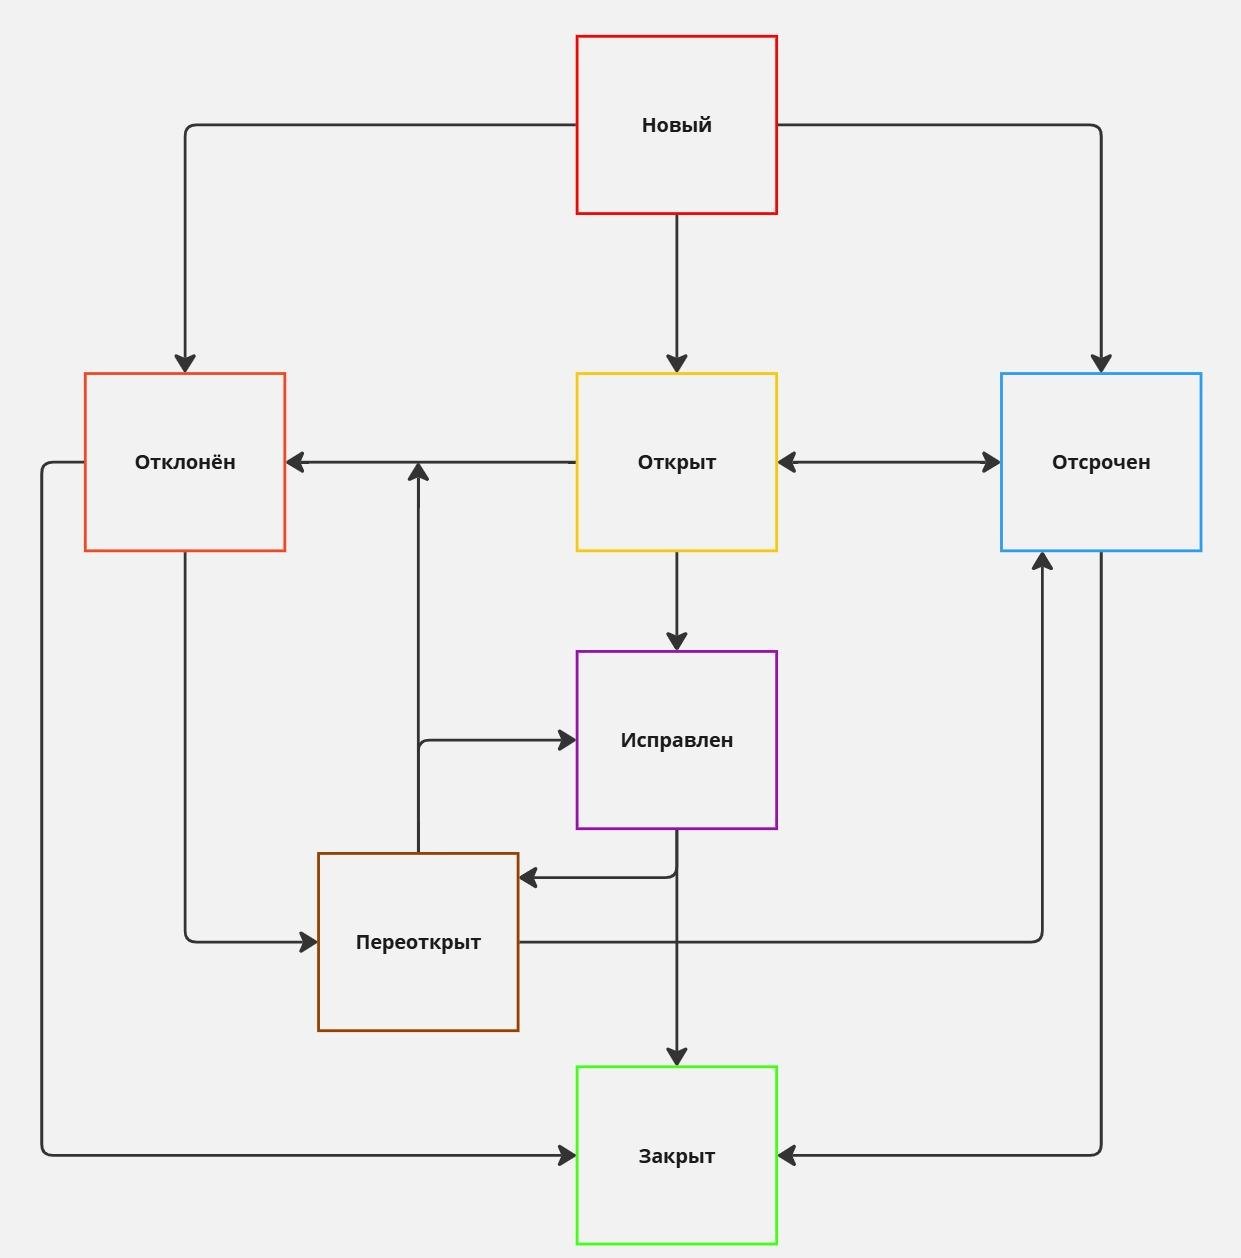 Новый
Отклонён
Открыт
Отсрочен
Исправлен
Переоткрыт
Закрыт